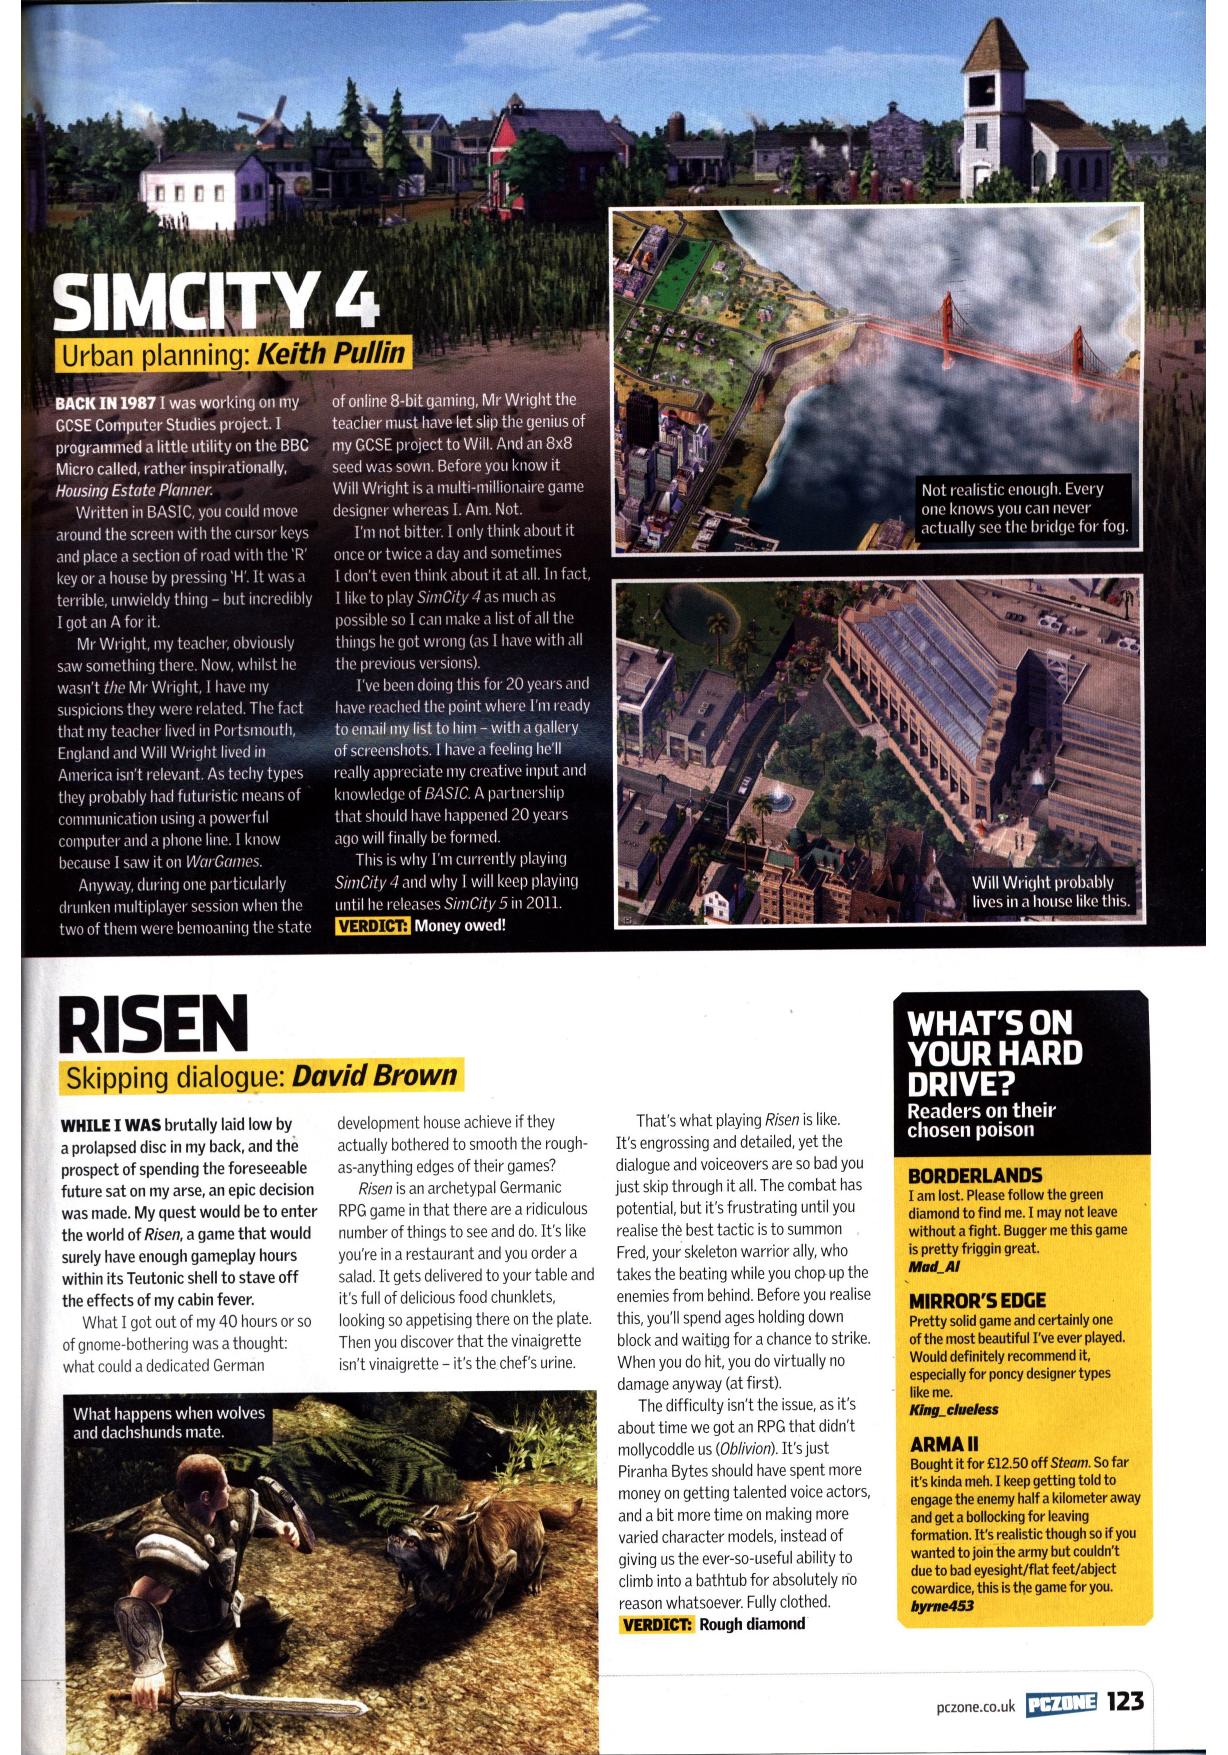 SIMCITY 4
Urban planning: Keith Pullin
BACK IN 1987 I was working on my
GCSE Computer Studies project. I
programmed a little utility on the BBC
Micro called, rather inspirationally,
Housing Estate Planner.
Written in BASIC, you could move
around the screen with the cursor keys
and place a section of road with the ‘R’
key or a house by pressing ‘H’. It was a
terrible, unwieldy thing – but incredibly
I got an A for it.
Mr Wright, my teacher, obviously
saw something there. Now, whilst he
wasn't the Mr Wright, I have my
suspicions they were related. The fact
that my teacher lived in Portsmouth,
England and Will Wright lived in
America isn't relevant. As techy types
they probably had futuristic means of
communication using a powerful
computer and a phone line. I know
because I saw it on WarGames.
Anyway, during one particularly
drunken multiplayer session when the
two of them were bemoaning the state
of online 8-bit gaming, Mr Wright the
teacher must have let slip the genius of
my GCSE project to Will. And an 8x8
seed was sown. Before you know it
Will Wright is a multi-millionaire game
designer whereas I. Am. Not.
I'm not bitter. I only think about it
once or twice a day and sometimes
I don't even think about it at all. In fact,
I like to play SimCity 4 as much as
possible so I can make a list of all the
things he got wrong (as I have with all
the previous versions).
I've been doing this for 20 years and
have reached the point where I'm ready
to email my list to him – with a gallery
of screenshots. I have a feeling he'll
really appreciate my creative input and
knowledge of BASIC. A partnership
that should have happened 20 years
ago will finally be formed.
This is why I'm currently playing
SimCity 4 and why I will keep playing
until he releases SimCity 5 in 2011.
VERDICT: Money owed!
Not realistic enough. Every
one knows you can never
actually see the bridge for fog.
Will Wright probably
lives in a house like this.
RISEN
Skipping dialogue: David Brown
WHILE I WAS brutally laid low by
a prolapsed disc in my back, and the
prospect of spending the foreseeable
future sat on my arse, an epic decision
was made. My quest would be to enter
the world of Risen, a game that would
surely have enough gameplay hours
within its Teutonic shell to stave off
the effects of my cabin fever.
What I got out of my 40 hours or so
of gnome-bothering was a thought:
what could a dedicated German
development house achieve if they
actually bothered to smooth the rough-
as-anything edges of their games?
Risen is an archetypal Germanic
RPG game in that there are a ridiculous
number of things to see and do. It's like
you're in a restaurant and you order a
salad. It gets delivered to your table and
it's full of delicious food chunklets,
looking so appetising there on the plate.
Then you discover that the vinaigrette
isn't vinaigrette – it's the chef's urine.
That's what playing Risen is like.
It's engrossing and detailed, yet the
dialogue and voiceovers are so bad you
just skip through it all. The combat has
potential, but it's frustrating until you
realise the best tactic is to summon
Fred, your skeleton warrior ally, who
takes the beating while you chop up the
enemies from behind. Before you realise
this, you'll spend ages holding down
block and waiting for a chance to strike.
When you do hit, you do virtually no
damage anyway (at first).
The difficulty isn't the issue, as it's
about time we got an RPG that didn't
mollycoddle us (Oblivion). It's just
Piranha Bytes should have spent more
money on getting talented voice actors,
and a bit more time on making more
varied character models, instead of
giving us the ever-so-useful ability to
climb into a bathtub for absolutely no
reason whatsoever. Fully clothed.
VERDICT: Rough diamond
What happens when wolves
and dachshunds mate.
WHAT'S ON
YOUR HARD
DRIVE?
Readers on their
chosen poison
BORDERLANDS
I am lost. Please follow the green
diamond to find me. I may not leave
without a fight. Bugger me this game
is pretty friggin great.
Mad_Al
MIRROR'S EDGE
Pretty solid game and certainly one
of the most beautiful I've ever played.
Would definitely recommend it,
especially for poncy designer types
like me.
King_clueless
ARMA II
Bought it for £12.50 off Steam. So far
it's kinda meh. I keep getting told to
engage the enemy half a kilometer away
and get a bollocking for leaving
formation. It's realistic though so if you
wanted to join the army but couldn't
due to bad eyesight/flat feet/abject
cowardice, this is the game for you.
byrne453
pczone.co.uk PCZONE 123